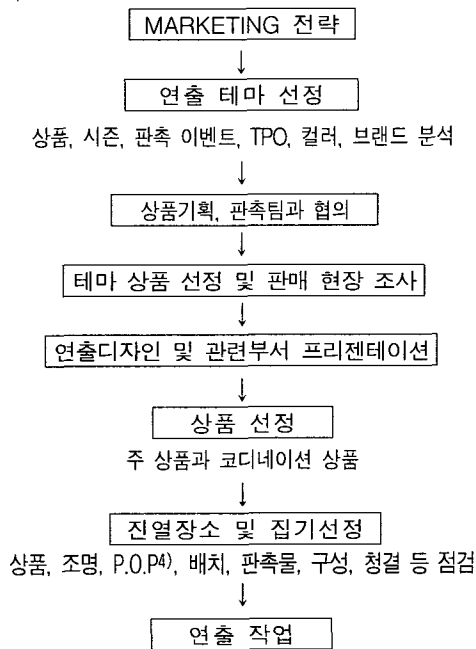 MARKETING 전략
↓
연출 테마 선정
상품, 시즌, 판촉 이벤트, TPO, 컬러, 브랜드 분석
↓
상품기획, 판촉팀과 협의
↓
테마 상품 선정 및 판매 현장 조사
↓
연출디자인 및 관련부서 프리젠테이션
↓
상품 선정
주 상품과 코디네이션 상품
↓
진열장소 및 집기선정
상품, 조명, P.O.P4), 배치, 판촉물, 구성, 청결 등 점검
↓
연출 작업